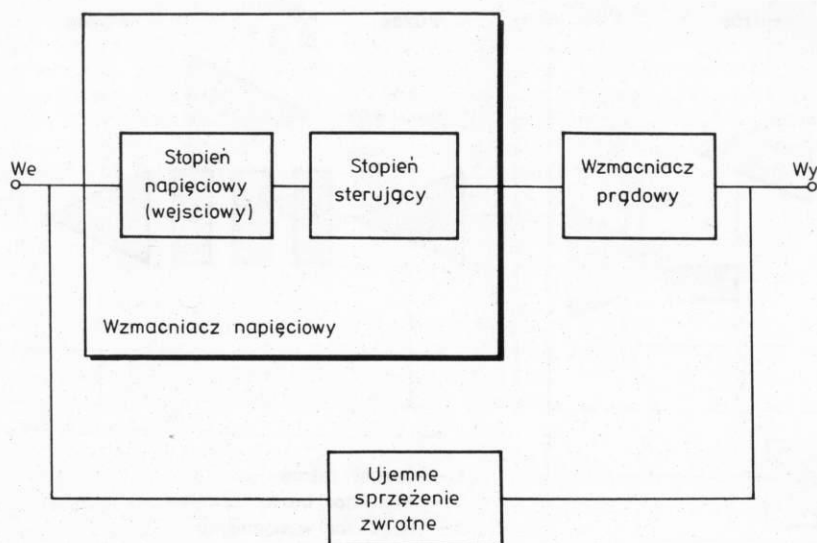 We
Stopień
napięciowy
(wejsciowy)
Stopień
sterujący
Wzmacniacz
prądowy
Wy
Wzmacniacz napięciowy
Ujemne
sprzężenie
zwrotne